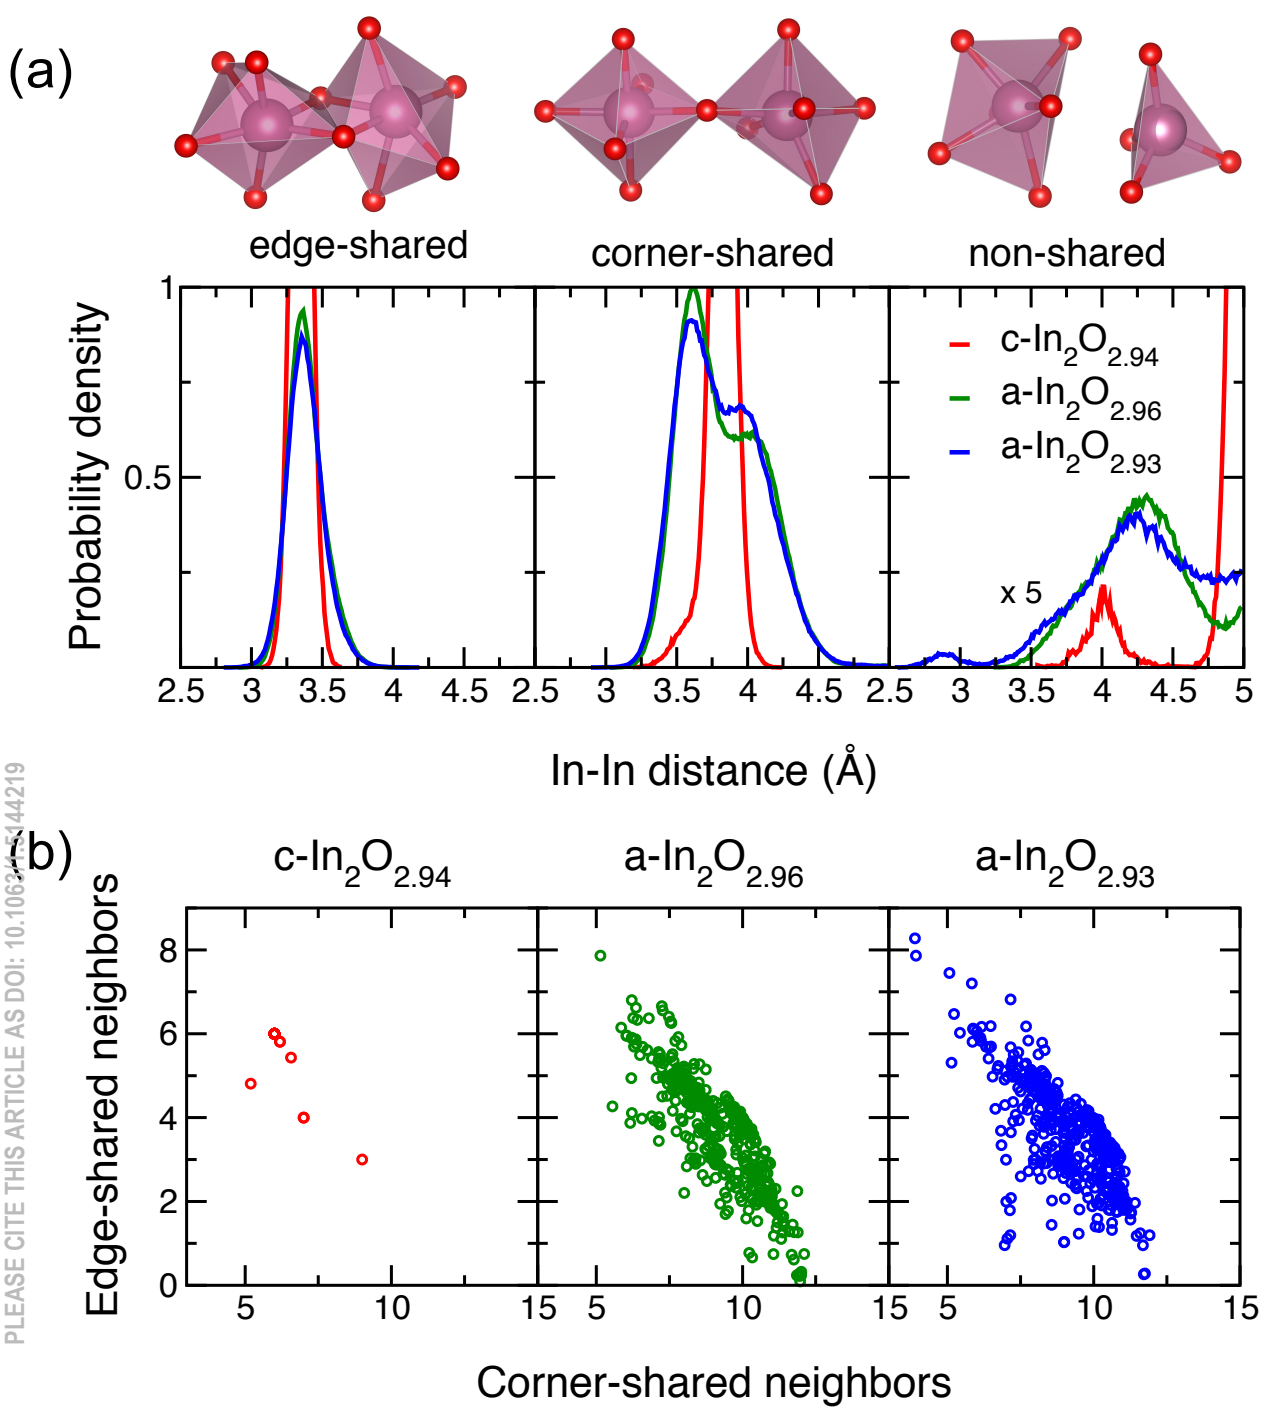 (a)
edge-shared
corner-shared
non-shared
Probability density
1
0.5
c-In2O2.94
a-In2O2.96
a-In2O2.93
x 5
2.5 3 3.5 4 4.5 2.5 3 3.5 4 4.5 2.5 3 3.5 4 4.5 5
In-In distance (Å)
PLEASE CITE THIS ARTICLE AS DOI: 10.1063/1.5144219
(b)
c-In2O2.94
a-In2O2.96
a-In2O2.93
Edge-shared neighbors
8
6
4
2
0
5 10 15 5 10 15 5 10 15
Corner-shared neighbors